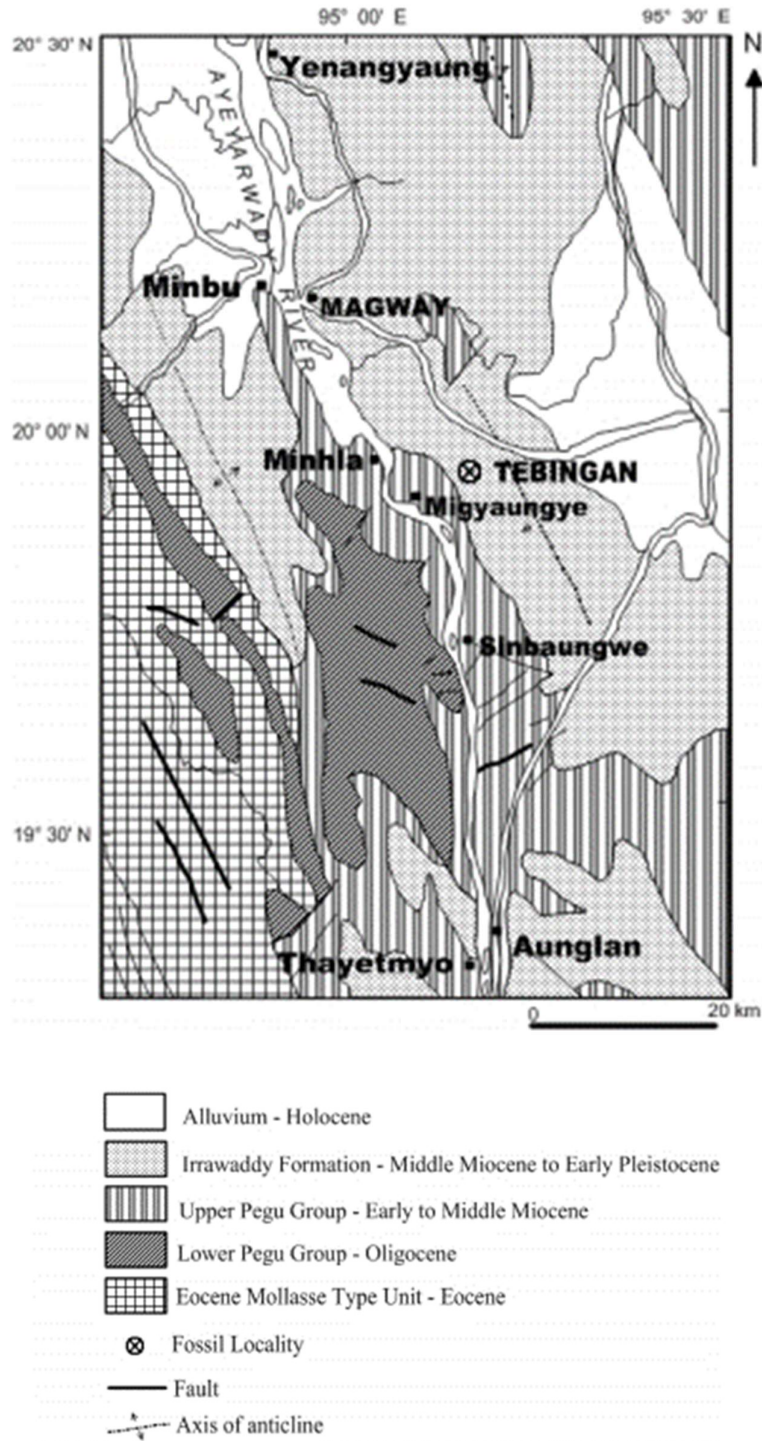 95° 00' E 95° 30' E
20° 30' N
N
Yenangyaung
AYEYARWADY RIVER
Minbu
MAGWAY
20° 00' N
Minhla
TEBINGAN
Migyaungye
Sinbaungwe
19° 30' N
Aunglan
Thayetmyo
0 20 km
Alluvium - Holocene
Irrawaddy Formation - Middle Miocene to Early Pleistocene
Upper Pegu Group - Early to Middle Miocene
Lower Pegu Group - Oligocene
Eocene Mollasse Type Unit - Eocene
Fossil Locality
Fault
Axis of anticline